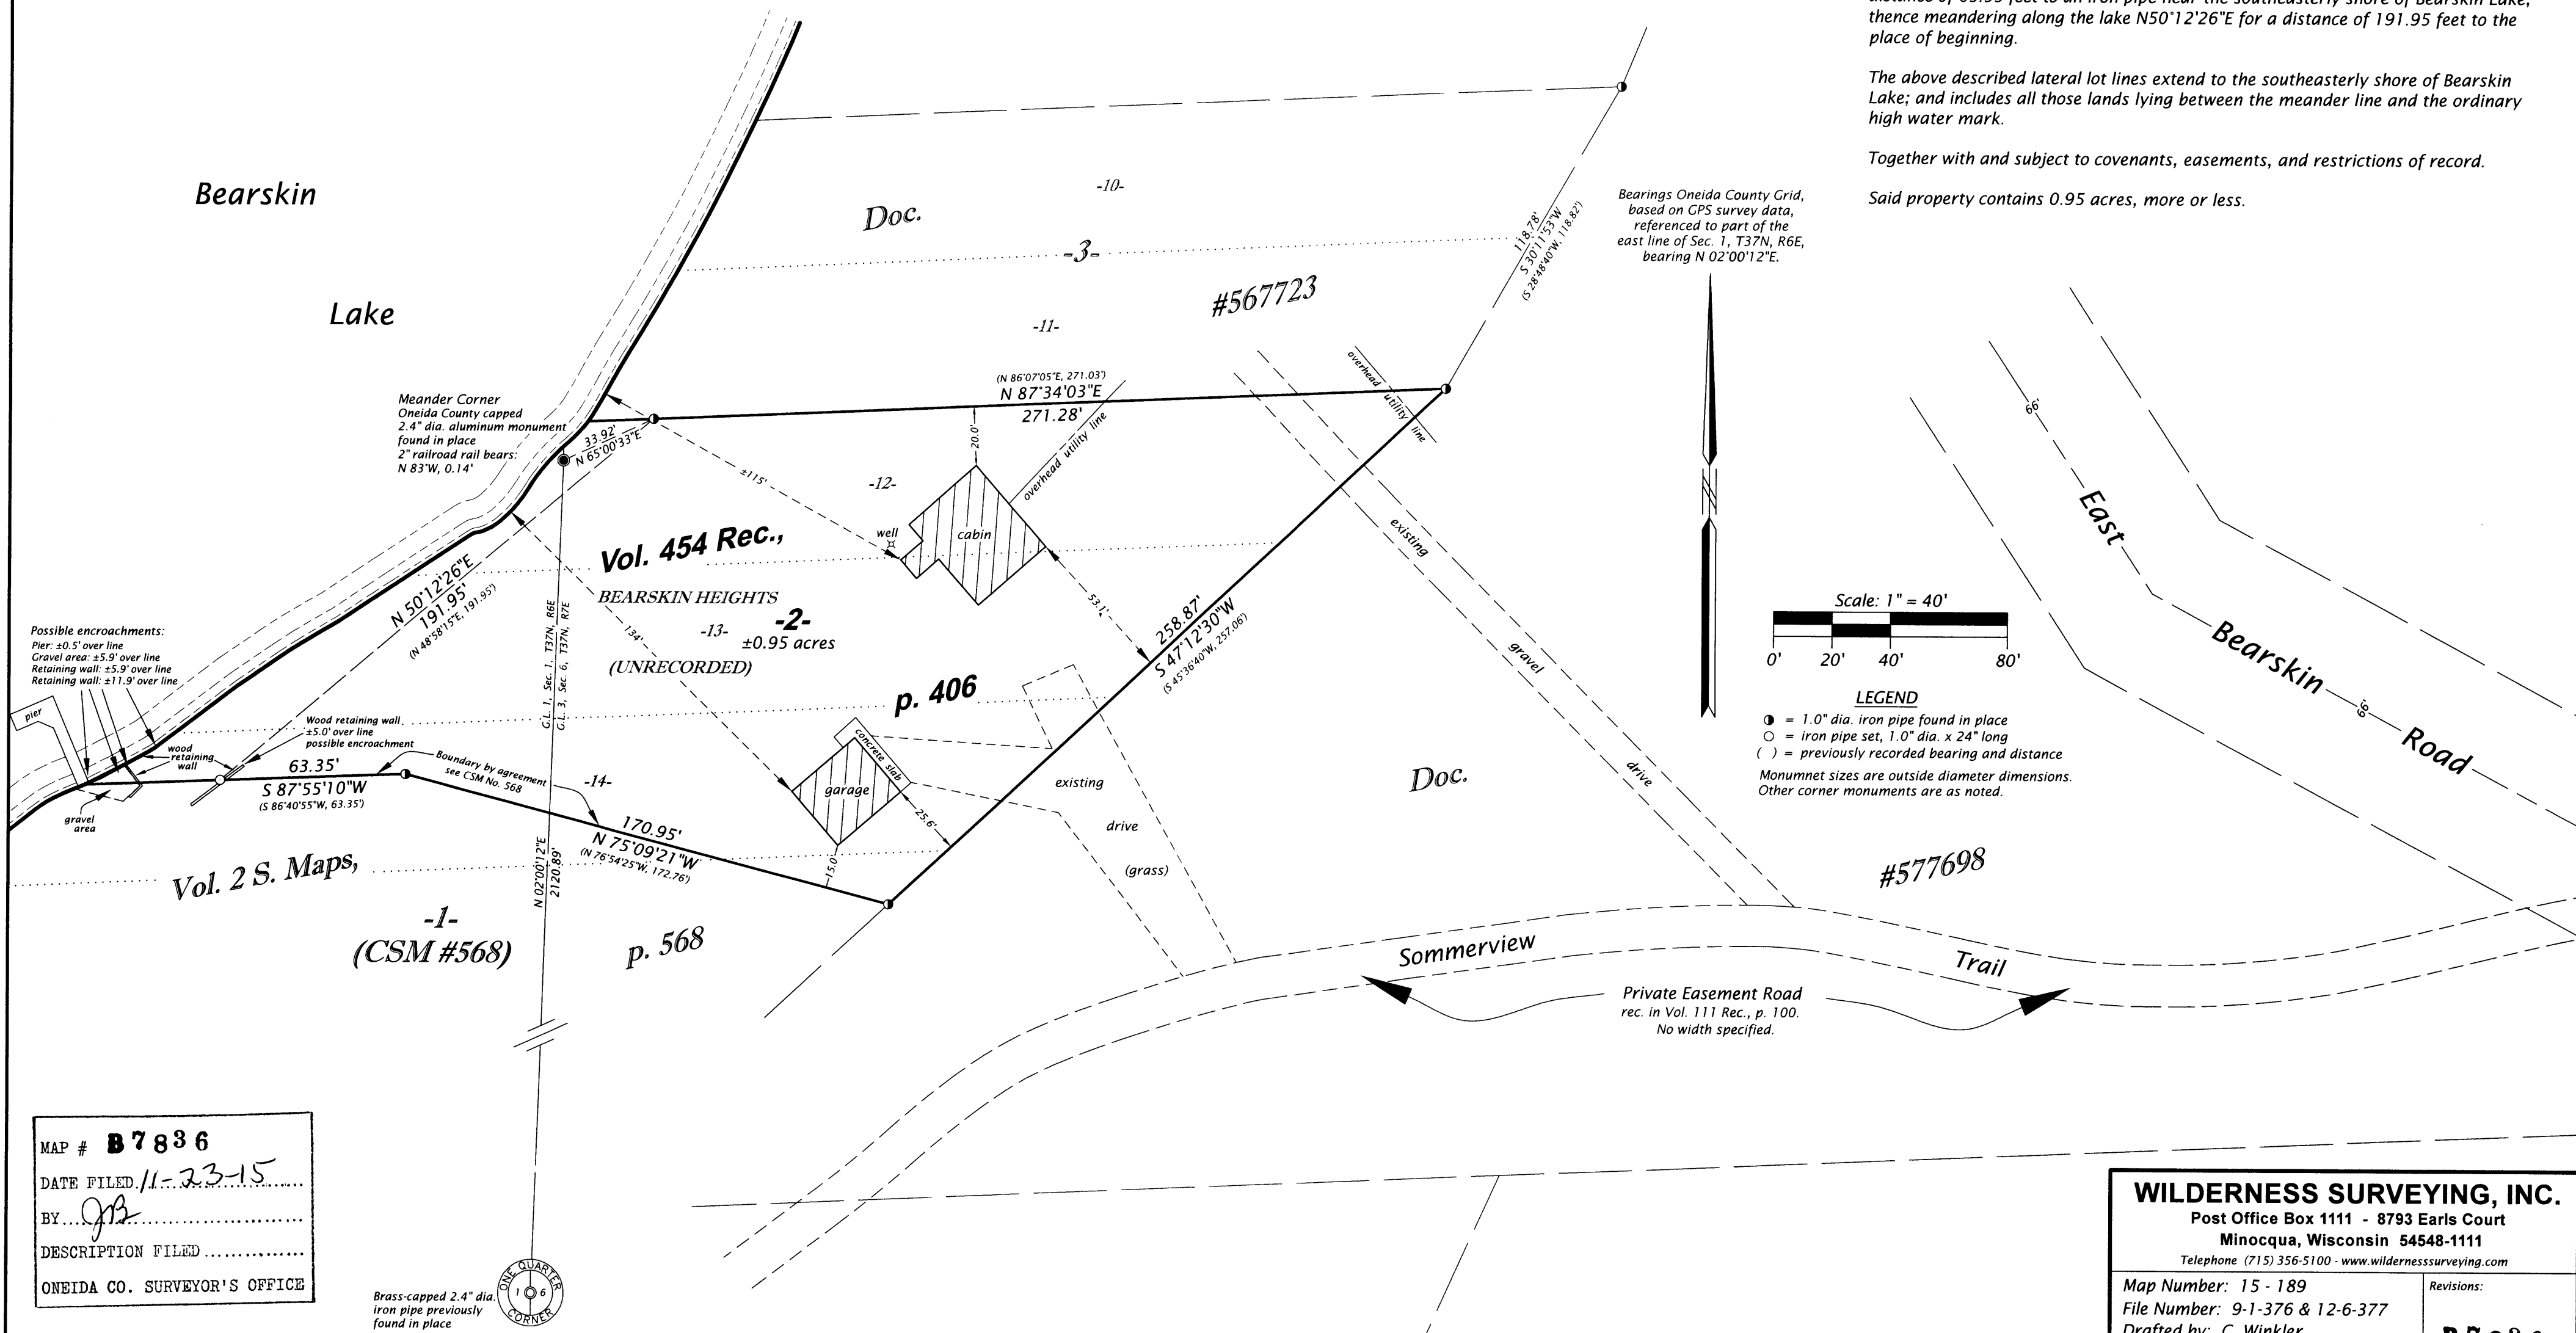 thence meandering along the lake N50°12'26"E for a distance of 191.95 feet to the
place of beginning.
The above described lateral lot lines extend to the southeasterly shore of Bearskin
Lake; and includes all those lands lying between the meander line and the ordinary
high water mark.
Together with and subject to covenants, easements, and restrictions of record.
Said property contains 0.95 acres, more or less.
Bearskin
Lake
-10-
Doc.
-3-
#567723
-11-
118.78'
S 30°11'53"W
(S 28°48'40"W, 118.82')
Bearings Oneida County Grid,
based on GPS survey data,
referenced to part of the
east line of Sec. 1, T37N, R6E,
bearing N 02°00'12"E.
Meander Corner
Oneida County capped
2.4" dia. aluminum monument
found in place
2" railroad rail bears:
N 83°W, 0.14'
33.92'
N 65°00'33"E
(N 86°07'05"E, 271.03')
N 87°34'03"E
271.28'
20.0'
overhead utility line
overhead
utility
line
±115'
-12-
well
cabin
Vol. 454 Rec.,
BEARSKIN HEIGHTS
-2-
-13-
±0.95 acres
(UNRECORDED)
134'
53.1'
p. 406
N 50°12'26"E
191.95'
(N 48°58'15"E, 191.95')
G.L. 1, Sec. 1, T37N, R6E
G.L. 3, Sec. 6, T37N, R7E
258.87'
S 47°12'30"W
(S 45°36'40"W, 257.06')
existing
gravel
drive
Possible encroachments:
Pier: ±0.5' over line
Gravel area: ±5.9' over line
Retaining wall: ±5.9' over line
Retaining wall: ±11.9' over line
pier
wood
retaining
wall
Wood retaining wall
±5.0' over line
possible encroachment
gravel
area
63.35'
S 87°55'10"W
(S 86°40'55"W, 63.35')
Boundary by agreement
see CSM No. 568
-14-
170.95'
N 75°09'21"W
(N 76°54'25"W, 172.76')
concrete slab
garage
25.6'
15.0'
existing
drive
(grass)
Doc.
#577698
66'
East
Bearskin
66'
Road
Scale: 1" = 40'
0' 20' 40' 80'
LEGEND
= 1.0" dia. iron pipe found in place
= iron pipe set, 1.0" dia. x 24" long
( ) = previously recorded bearing and distance
Monumnet sizes are outside diameter dimensions.
Other corner monuments are as noted.
Vol. 2 S. Maps,
-1-
(CSM #568)
p. 568
N 02°00'12"E
2120.89'
Sommerview
Trail
Private Easement Road
rec. in Vol. 111 Rec., p. 100.
No width specified.
MAP # B7836
DATE FILED 11-23-15
BY JB
DESCRIPTION FILED
ONEIDA CO. SURVEYOR'S OFFICE
Brass-capped 2.4" dia.
iron pipe previously
found in place
ONE QUARTER
1 6
CORNER
WILDERNESS SURVEYING, INC.
Post Office Box 1111 - 8793 Earls Court
Minocqua, Wisconsin 54548-1111
Telephone (715) 356-5100 - www.wildernesssurveying.com
Map Number: 15 - 189
File Number: 9-1-376 & 12-6-377
Drafted by: C. Winkler
Revisions: